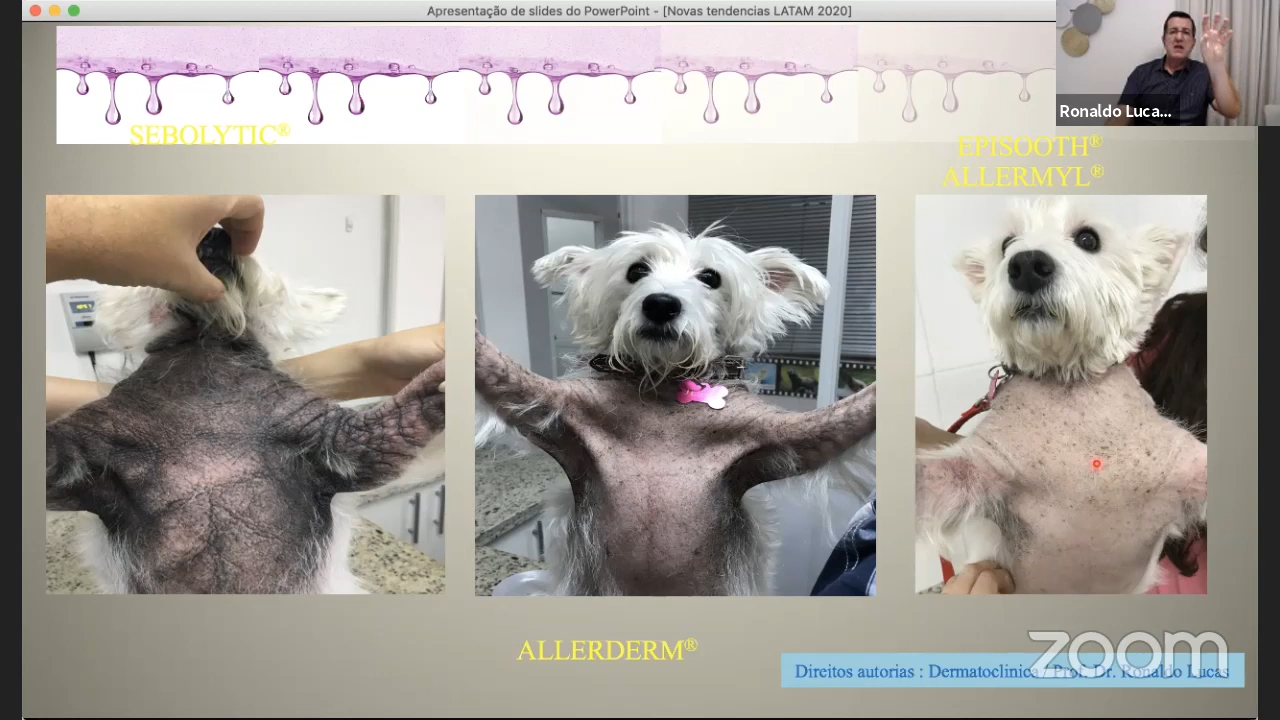 Apresentação de slides do PowerPoint - [Novas tendencias LATAM 2020]
Ronaldo Luca...
SEBOLYTIC®
EPISOOTH®
ALLERMYL®
ALLERDERM®
zoom
Direitos autorias : Dermatoclinica / Prof. Dr. Ronaldo Lucas